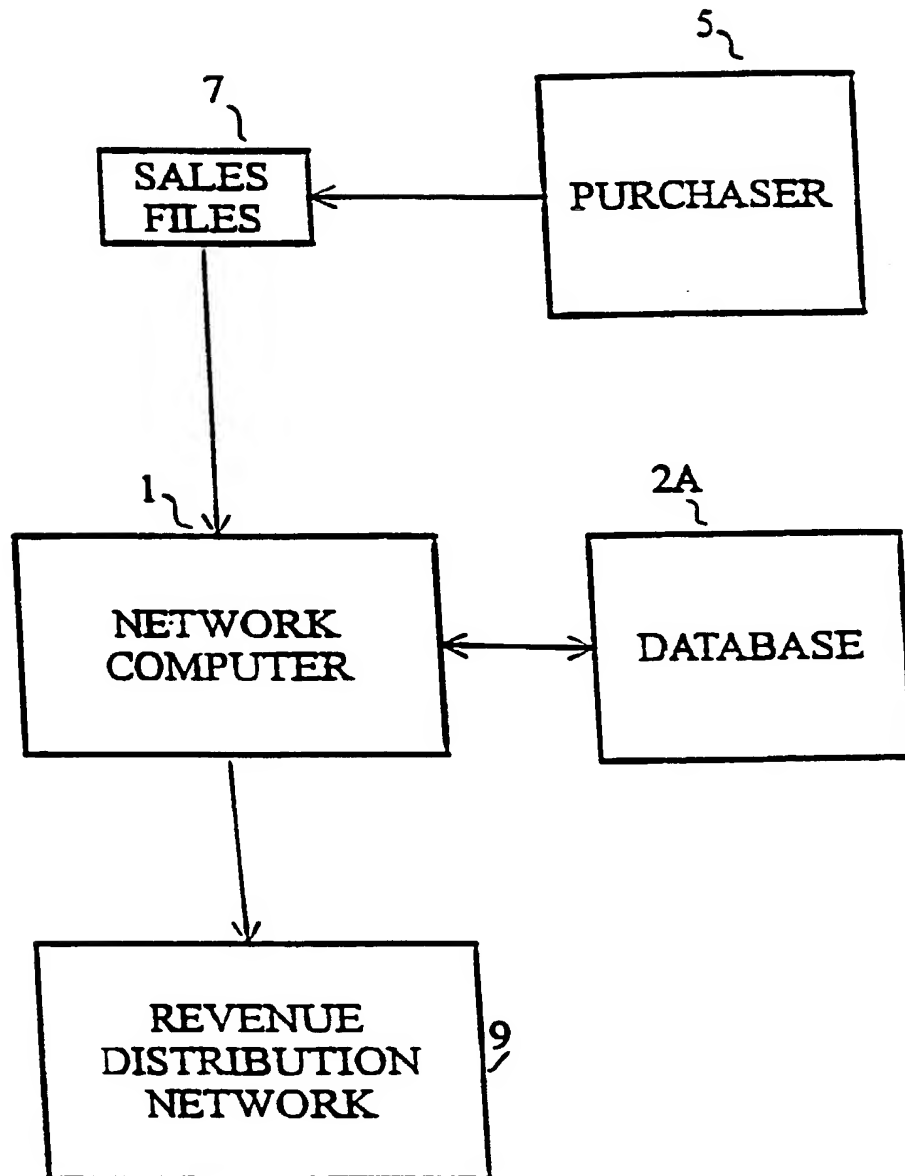 5
7
SALES
FILES
PURCHASER
1
2A
NETWORK
COMPUTER
DATABASE
REVENUE
DISTRIBUTION
NETWORK
9